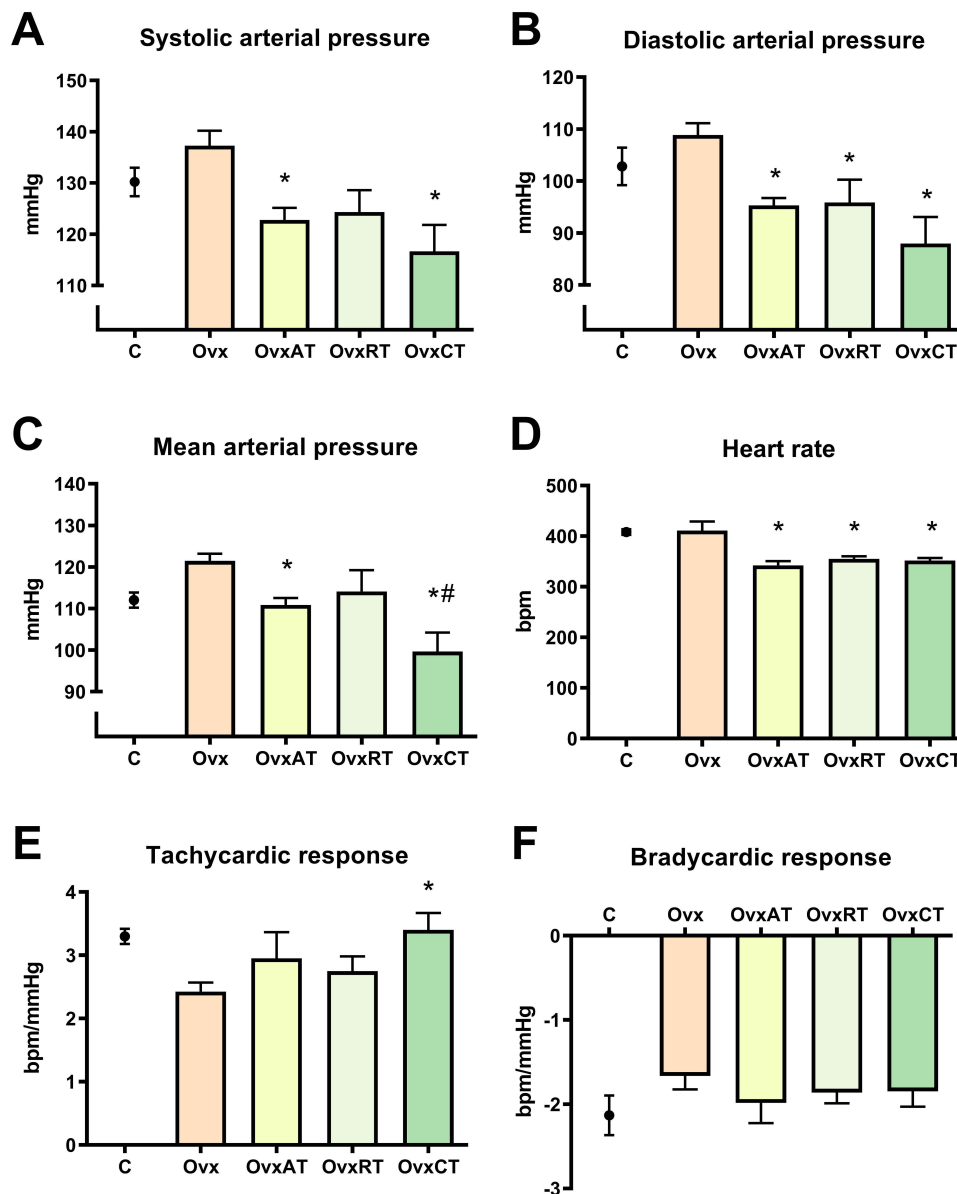 A
Systolic arterial pressure
150
140
130
120
110
mmHg
*
*
C
Ovx
OvxAT
OvxRT
OvxCT
B
Diastolic arterial pressure
120
110
100
90
80
mmHg
*
*
*
C
Ovx
OvxAT
OvxRT
OvxCT
C
Mean arterial pressure
140
130
120
110
100
90
mmHg
*
*#
C
Ovx
OvxAT
OvxRT
OvxCT
D
Heart rate
500
400
300
200
100
0
bpm
*
*
*
C
Ovx
OvxAT
OvxRT
OvxCT
E
Tachycardic response
4
3
2
1
0
bpm/mmHg
*
C
Ovx
OvxAT
OvxRT
OvxCT
F
Bradycardic response
C
Ovx
OvxAT
OvxRT
OvxCT
0
-1
-2
-3
bpm/mmHg